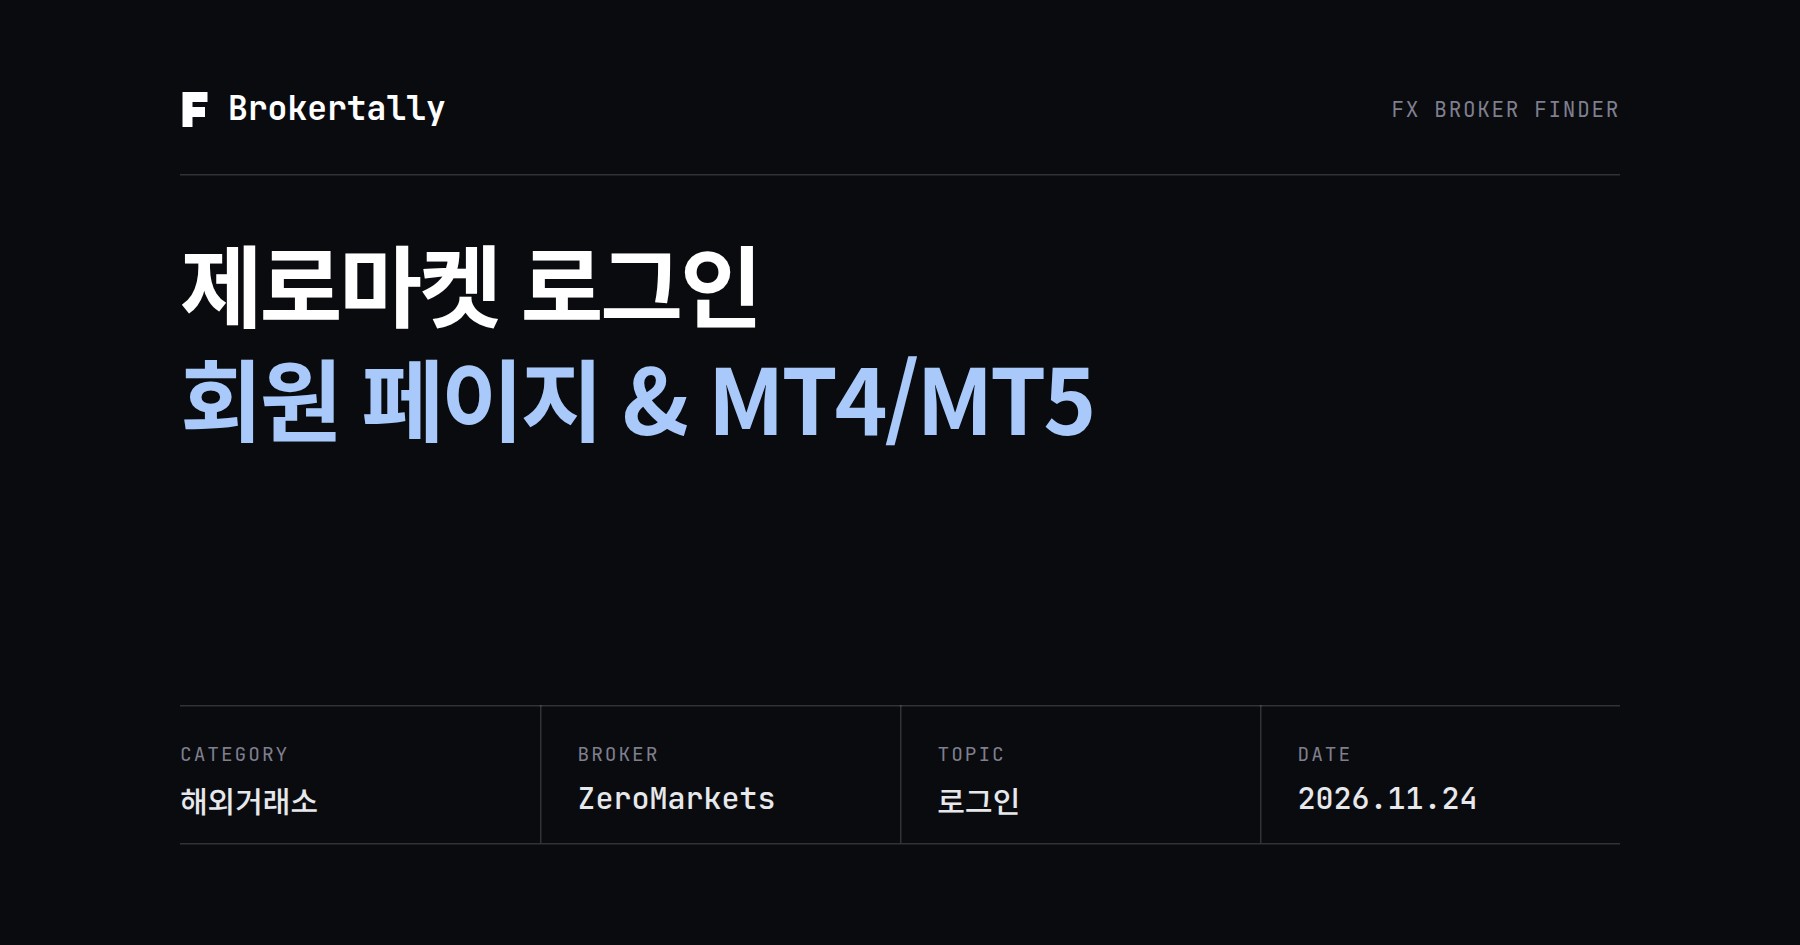 Brokertally
FX BROKER FINDER
제로마켓 로그인
회원 페이지 & MT4/MT5
CATEGORY
해외거래소
BROKER
ZeroMarkets
TOPIC
로그인
DATE
2026.11.24